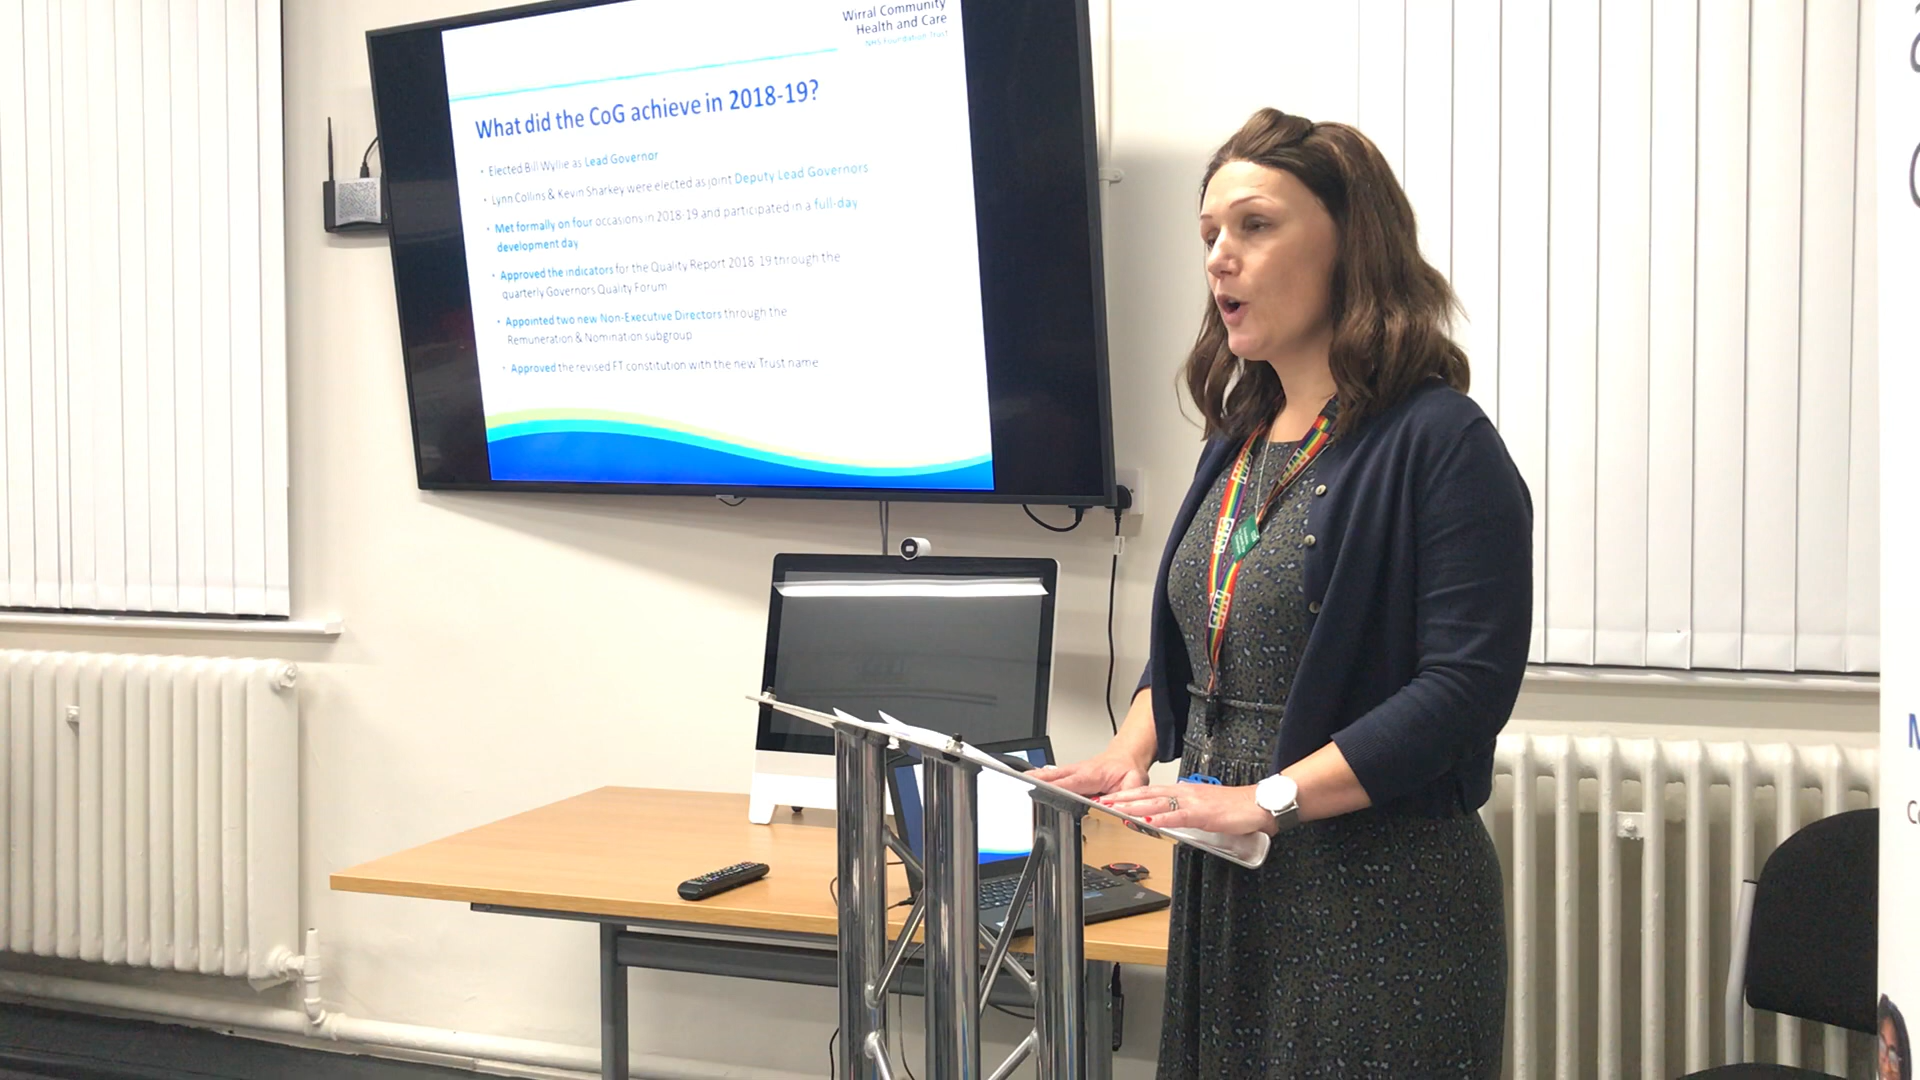 Wirral Community
Health and Care
NHS Foundation Trust
What did the CoG achieve in 2018-19?
• Elected Bill Wyllie as Lead Governor
• Lynn Collins & Kevin Sharkey were elected as joint Deputy Lead Governors
• Met formally on four occasions in 2018-19 and participated in a full-day
development day
• Approved the indicators for the Quality Report 2018-19 through the
quarterly Governors Quality Forum
• Appointed two new Non-Executive Directors through the
Remuneration & Nomination subgroup
• Approved the revised FT constitution with the new Trust name
NHS
NHS
NHS
NHS